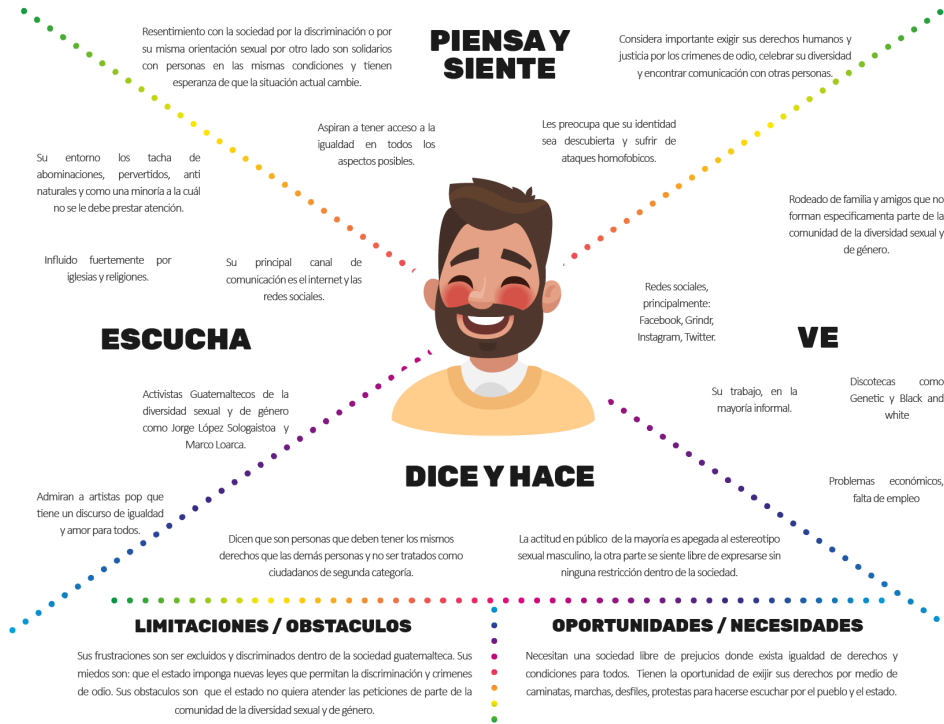 PIENSA Y
SIENTE
Resentimiento con la sociedad por la discriminación o por
su misma orientación sexual por otro lado son solidarios
con personas en las mismas condiciones y tienen
esperanza de que la situación actual cambie.
Considera importante exigir sus derechos humanos y
justicia por los crimenes de odio, celebrar su diversidad
y encontrar comunicación con otras personas.
Aspiran a tener acceso a la
igualdad en todos los
aspectos posibles.
Les preocupa que su identidad
sea descubierta y sufrir de
ataques homofobicos.
Su entorno los tacha de
abominaciones, pervertidos, anti
naturales y como una minoría a la cuál
no se le debe prestar atención.
Influido fuertemente por
iglesias y religiones.
Su principal canal de
comunicación es el internet y las
redes sociales.
ESCUCHA
Activistas Guatemaltecos de la
diversidad sexual y de género
como Jorge López Sologaistoa y
Marco Loarca.
Admiran a artistas pop que
tiene un discurso de igualdad
y amor para todos.
Rodeado de familia y amigos que no
forman especificamente parte de la
comunidad de la diversidad sexual y
de género.
Redes sociales,
principalmente:
Facebook, Grindr,
Instagram, Twitter.
VE
Su trabajo, en la
mayoría informal.
Discotecas como
Genetic y Black and
white
Problemas económicos,
falta de empleo
DICE Y HACE
Dicen que son personas que deben tener los mismos
derechos que las demás personas y no ser tratados como
ciudadanos de segunda categoría.
La actitud en público de la mayoría es apegada al estereotipo
sexual masculino, la otra parte se siente libre de expresarse sin
ninguna restricción dentro de la sociedad.
LIMITACIONES / OBSTACULOS
Sus frustraciones son ser excluidos y discriminados dentro de la sociedad guatemalteca. Sus
miedos son: que el estado imponga nuevas leyes que permitan la discriminación y crimenes
de odio. Sus obstaculos son que el estado no quiera atender las peticiones de parte de la
comunidad de la diversidad sexual y de género.
OPORTUNIDADES / NECESIDADES
Necesitan una sociedad libre de prejuicios donde exista igualdad de derechos y
condiciones para todos. Tienen la oportunidad de exijir sus derechos por medio de
caminatas, marchas, desfiles, protestas para hacerse escuchar por el pueblo y el estado.